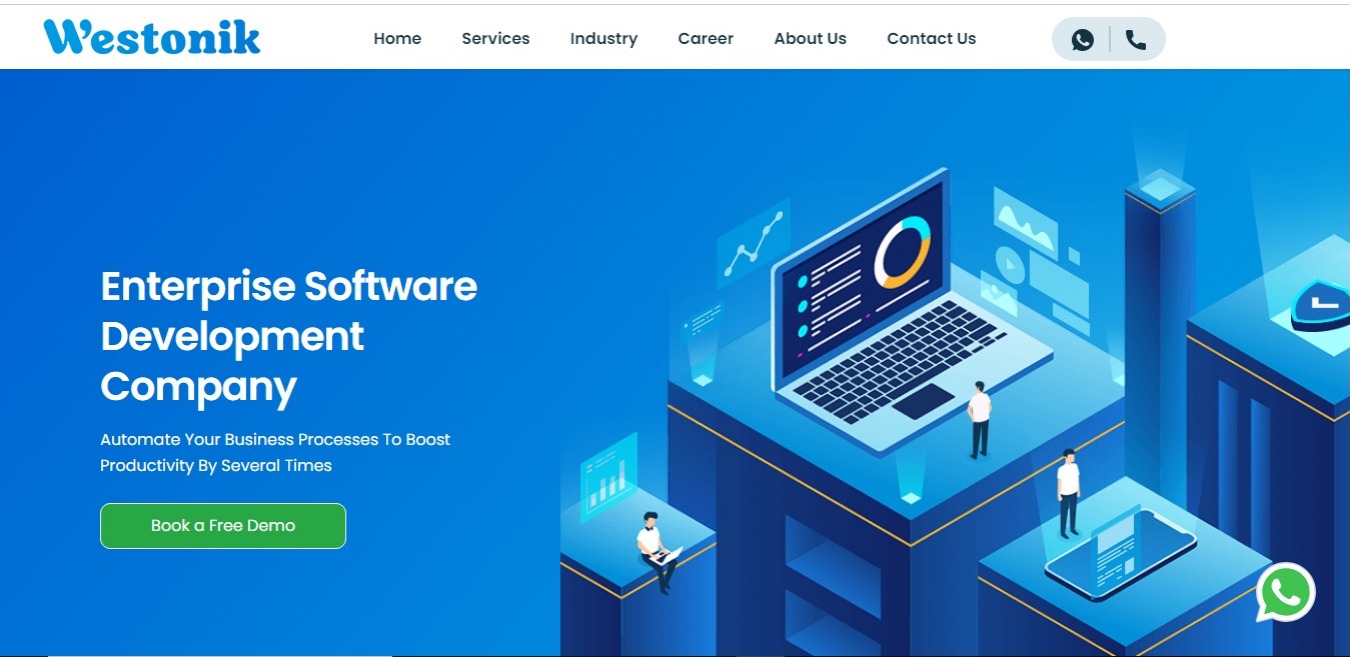 Westonik
Home Services Industry Career About Us Contact Us
Enterprise Software
Development
Company
Automate Your Business Processes To Boost
Productivity By Several Times
Book a Free Demo